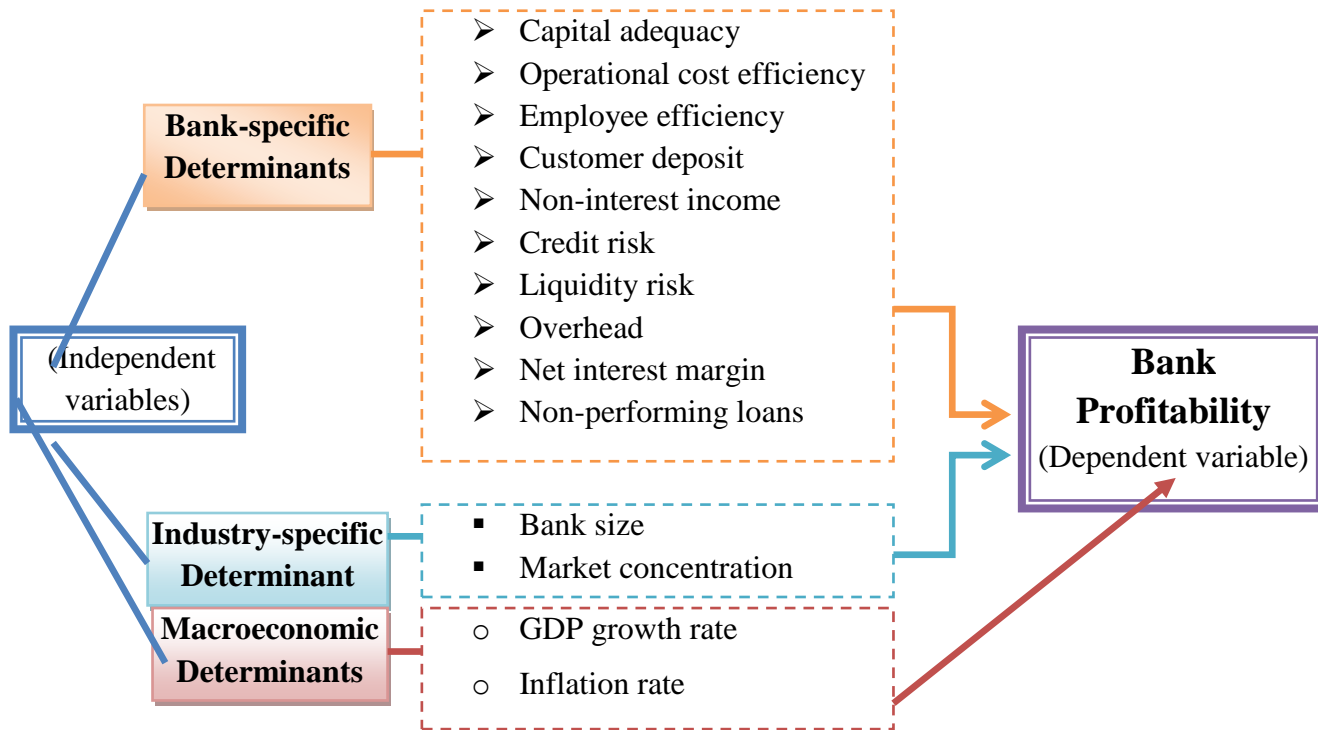 Capital adequacy
Operational cost efficiency
Employee efficiency
Customer deposit
Non-interest income
Credit risk
Liquidity risk
Overhead
Net interest margin
Non-performing loans
Bank-specific
Determinants
(Independent
variables)
Bank
Profitability
(Dependent variable)
Industry-specific
Determinant
Bank size
Market concentration
Macroeconomic
Determinants
GDP growth rate
Inflation rate